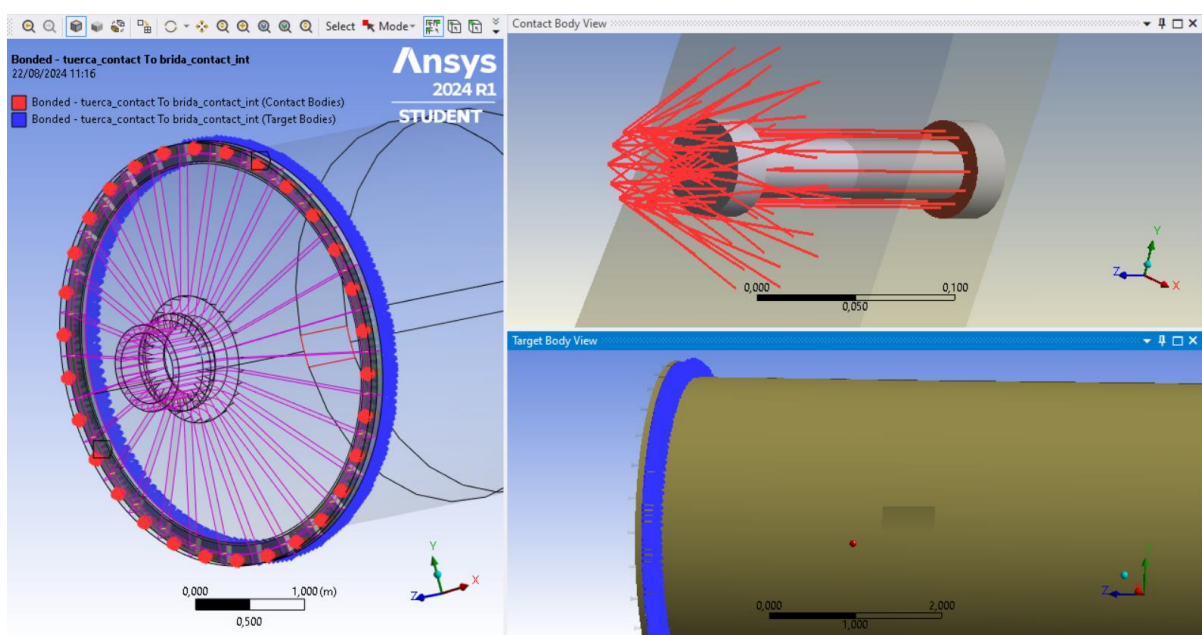 Select Mode
Bonded - tuerca_contact To brida_contact_int
22/08/2024 11:16
Bonded - tuerca_contact To brida_contact_int (Contact Bodies)
Bonded - tuerca_contact To brida_contact_int (Target Bodies)
Ansys
2024 R1
STUDENT
Y
X
Z
0,000 1,000 (m)
0,500
Contact Body View
0,000 0,100
0,050
Y
Z
X
Target Body View
0,000 2,000
1,000
Z